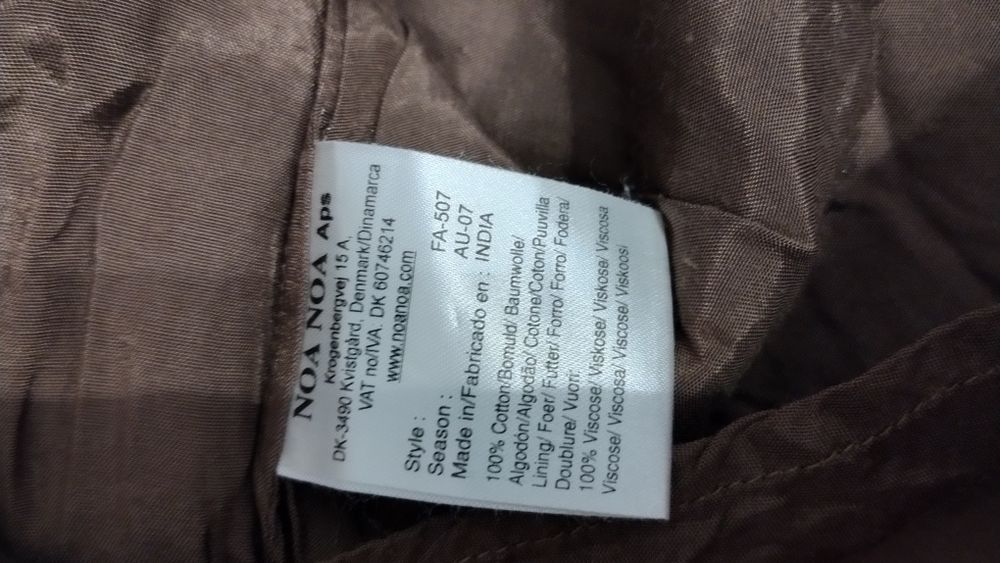 NOA NOA Aps
Krogenbergvej 15 A,
DK-3490 Kvistgård, Denmark/Dinamarca
VAT no/IVA. DK 60746214
www.noanoa.com
Style : FA-507
Season : AU-07
Made in/Fabricado en : INDIA
100% Cotton/Bomuld/ Baumwolle/
Algodón/Algodão/ Cotone/Coton/Puuvilla
Lining/ Foer/ Futter/ Forro/ Forro/ Fodera/
Doublure/ Vuori:
100% Viscose/ Viskose/ Viskose/ Viscosa
Viscose/ Viscosa/ Viscose/ Viskoosi